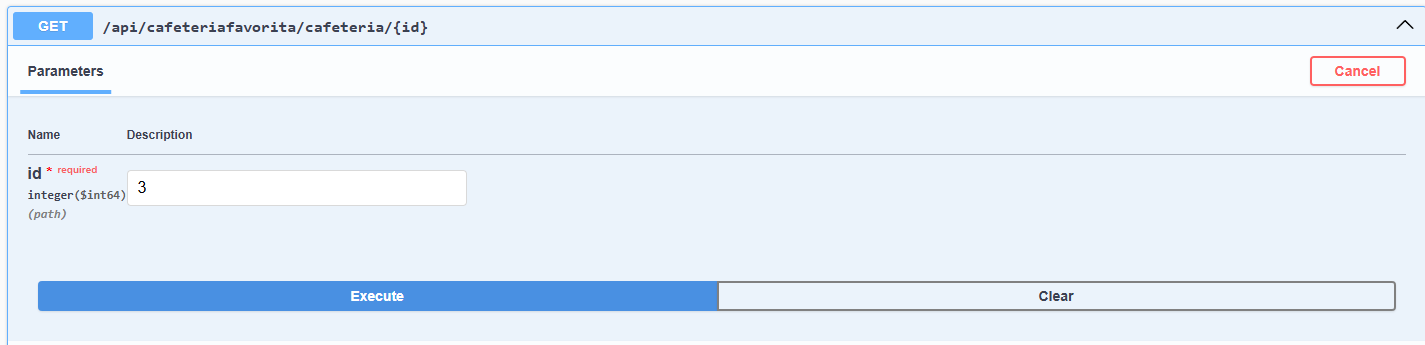 GET /api/cafeteriafavorita/cafeteria/{id}
Parameters
Cancel
Name Description
id * required
integer($int64)
(path)
3
Execute Clear